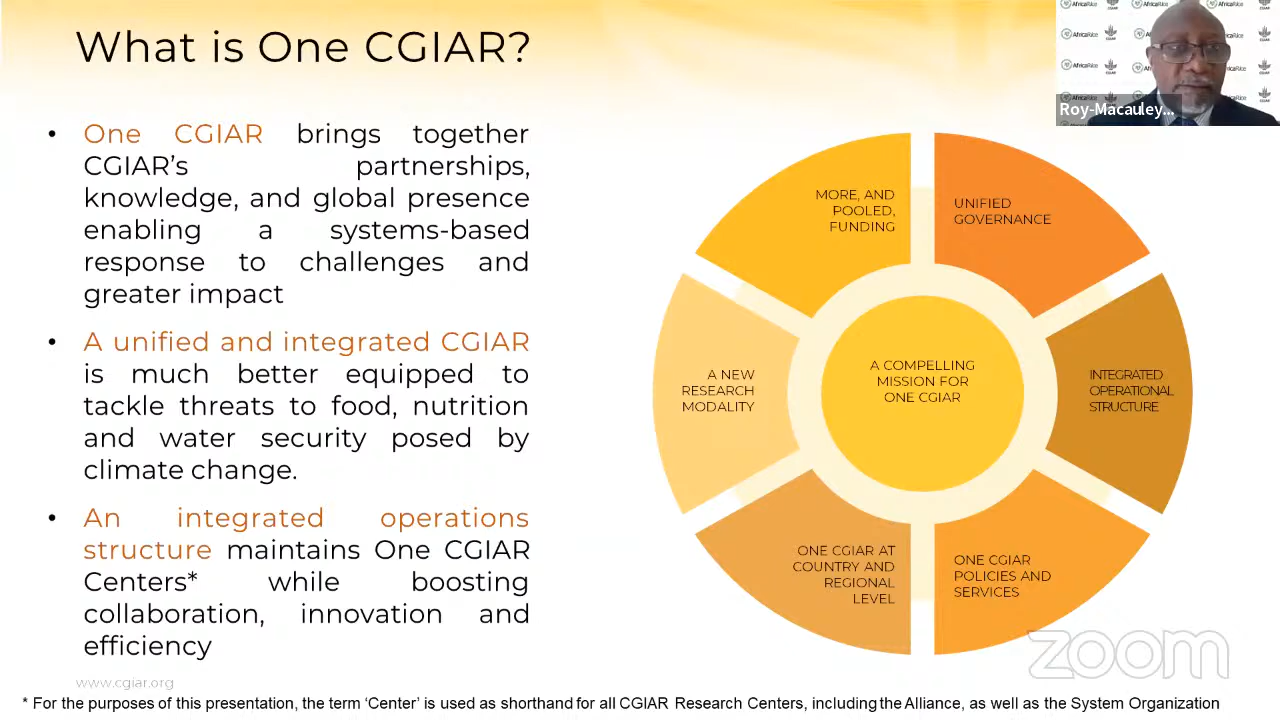 What is One CGIAR?
• One CGIAR brings together
CGIAR’s partnerships,
knowledge, and global presence
enabling a systems-based
response to challenges and
greater impact
• A unified and integrated CGIAR
is much better equipped to
tackle threats to food, nutrition
and water security posed by
climate change.
• An integrated operations
structure maintains One CGIAR
Centers* while boosting
collaboration, innovation and
efficiency
www.cgiar.org
* For the purposes of this presentation, the term ‘Center’ is used as shorthand for all CGIAR Research Centers, including the Alliance, as well as the System Organization
MORE, AND
POOLED,
FUNDING
UNIFIED
GOVERNANCE
A NEW
RESEARCH
MODALITY
A COMPELLING
MISSION FOR
ONE CGIAR
INTEGRATED
OPERATIONAL
STRUCTURE
ONE CGIAR AT
COUNTRY AND
REGIONAL
LEVEL
ONE CGIAR
POLICIES AND
SERVICES
AfricaRice
CGIAR
Roy-Macauley...
zoom